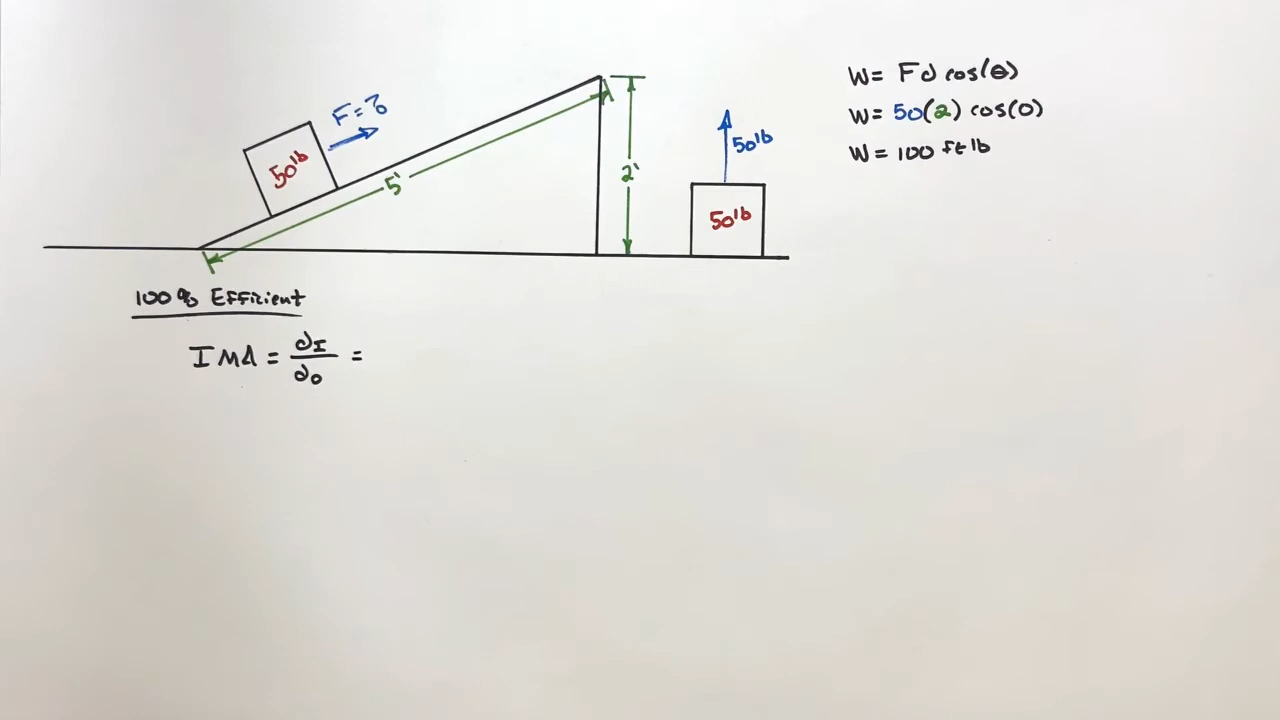 F=?
50lb
5'
2'
50lb
50lb
W= Fd cos(θ)
W= 50(2) cos(0)
W= 100 ft lb
100% Efficient
IMA = dI/dO =